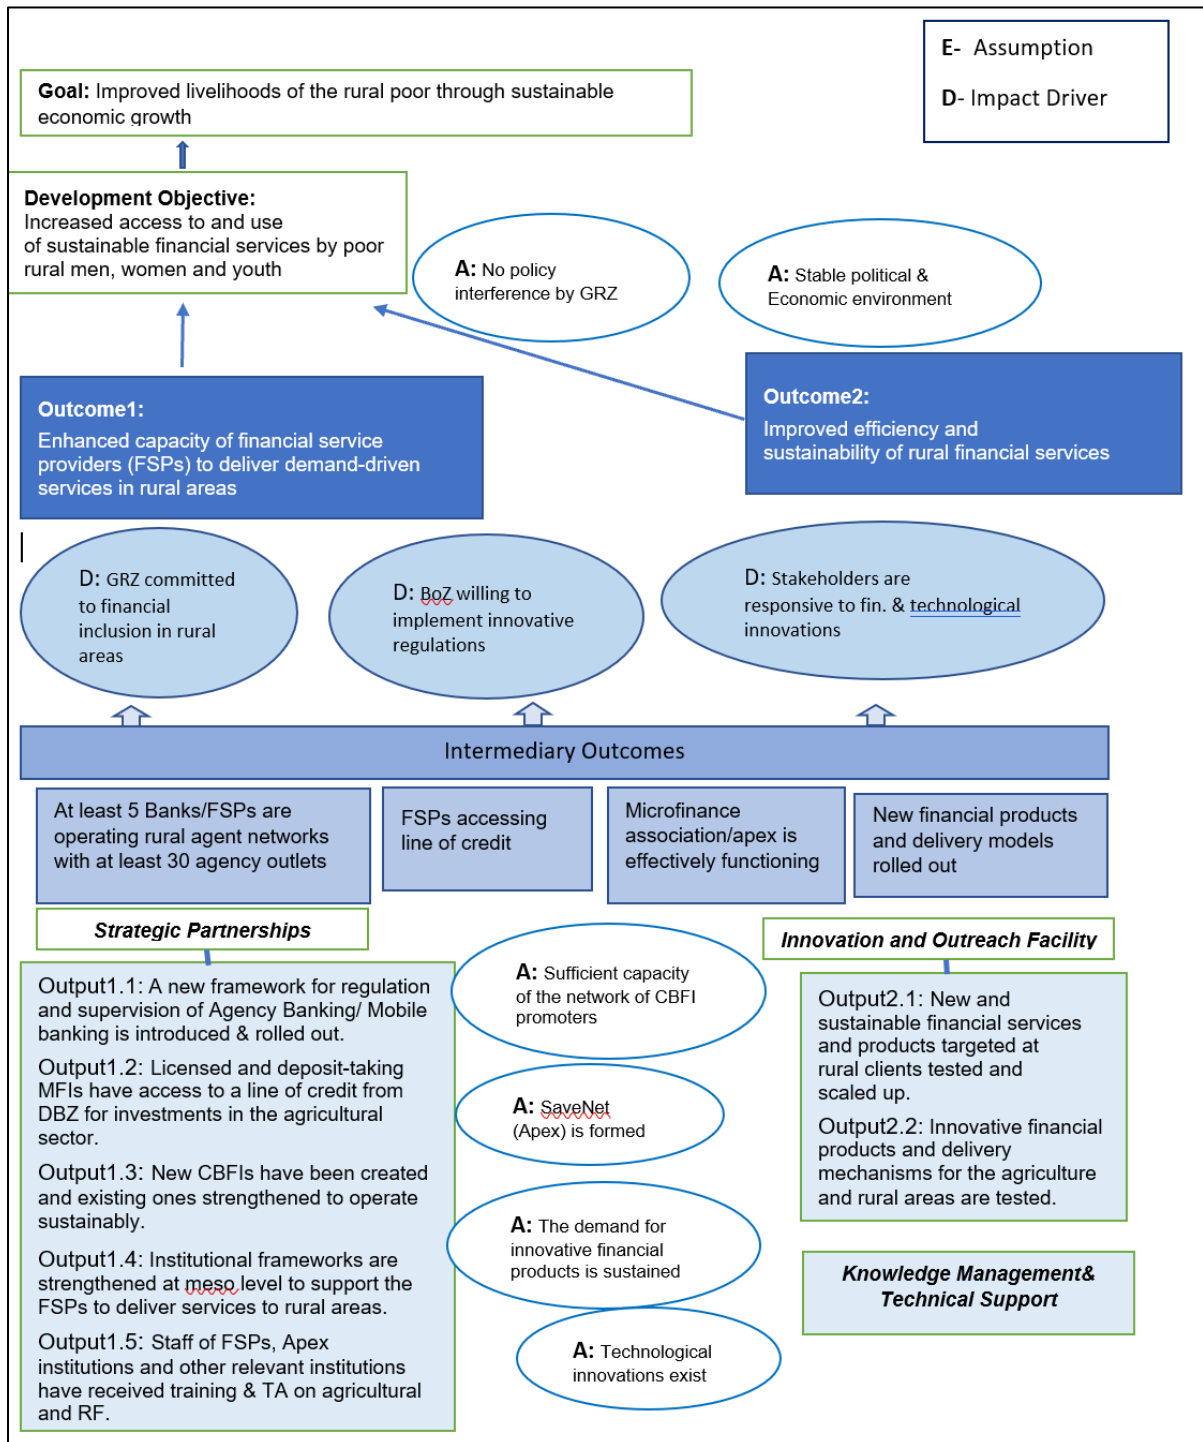 E- Assumption
D- Impact Driver
Goal: Improved livelihoods of the rural poor through sustainable
economic growth
Development Objective:
Increased access to and use
of sustainable financial services by poor
rural men, women and youth
A: No policy
interference by GRZ
A: Stable political &
Economic environment
Outcome1:
Enhanced capacity of financial service
providers (FSPs) to deliver demand-driven
services in rural areas
Outcome2:
Improved efficiency and
sustainability of rural financial services
D: GRZ committed
to financial
inclusion in rural
areas
D: BoZ willing to
implement innovative
regulations
D: Stakeholders are
responsive to fin. & technological
innovations
Intermediary Outcomes
At least 5 Banks/FSPs are
operating rural agent networks
with at least 30 agency outlets
FSPs accessing
line of credit
Microfinance
association/apex is
effectively functioning
New financial products
and delivery models
rolled out
Strategic Partnerships
Output1.1: A new framework for regulation
and supervision of Agency Banking/ Mobile
banking is introduced & rolled out.
Output1.2: Licensed and deposit-taking
MFIs have access to a line of credit from
DBZ for investments in the agricultural
sector.
Output1.3: New CBFIs have been created
and existing ones strengthened to operate
sustainably.
Output1.4: Institutional frameworks are
strengthened at meso level to support the
FSPs to deliver services to rural areas.
Output1.5: Staff of FSPs, Apex
institutions and other relevant institutions
have received training & TA on agricultural
and RF.
A: Sufficient capacity
of the network of CBFI
promoters
A: SaveNet
(Apex) is formed
A: The demand for
innovative financial
products is sustained
A: Technological
innovations exist
Innovation and Outreach Facility
Output2.1: New and
sustainable financial services
and products targeted at
rural clients tested and
scaled up.
Output2.2: Innovative financial
products and delivery
mechanisms for the agriculture
and rural areas are tested.
Knowledge Management&
Technical Support